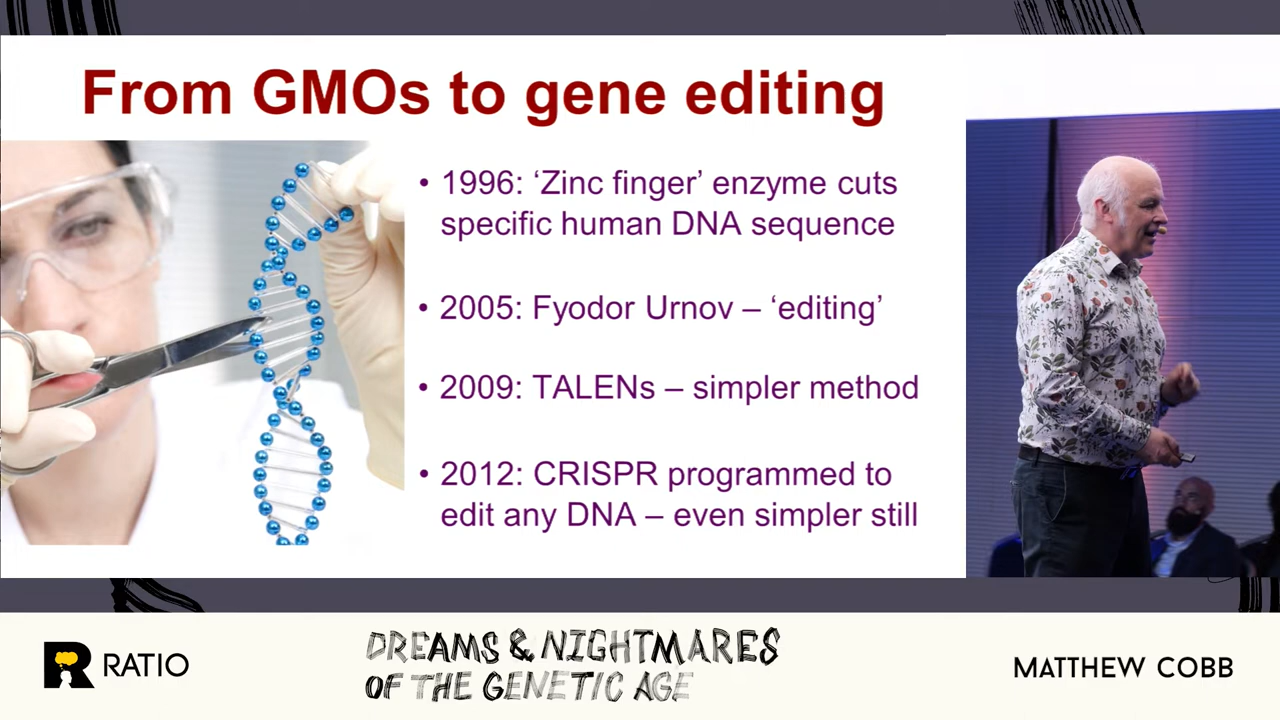 From GMOs to gene editing
• 1996: ‘Zinc finger’ enzyme cuts
specific human DNA sequence
• 2005: Fyodor Urnov – ‘editing’
• 2009: TALENs – simpler method
• 2012: CRISPR programmed to
edit any DNA – even simpler still
RATIO
DREAMS & NIGHTMARES
OF THE GENETIC AGE
MATTHEW COBB